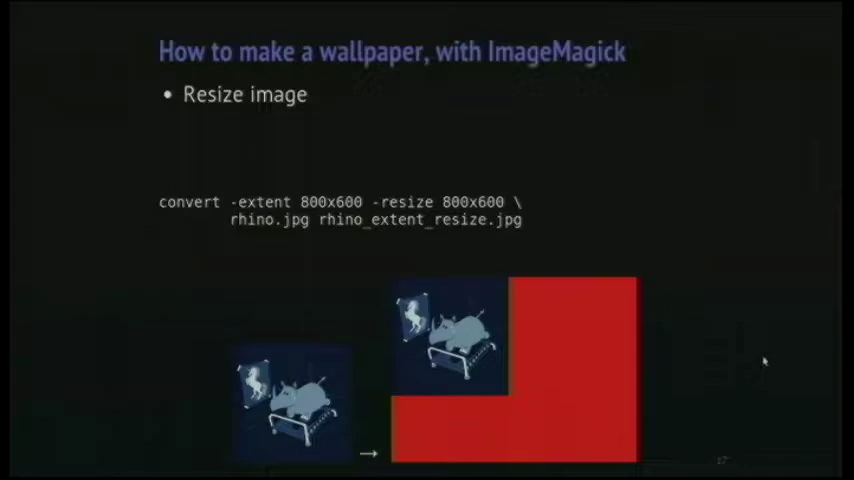 How to make a wallpaper, with ImageMagick
• Resize image
convert -extent 800x600 -resize 800x600 \
rhino.jpg rhino_extent_resize.jpg
→